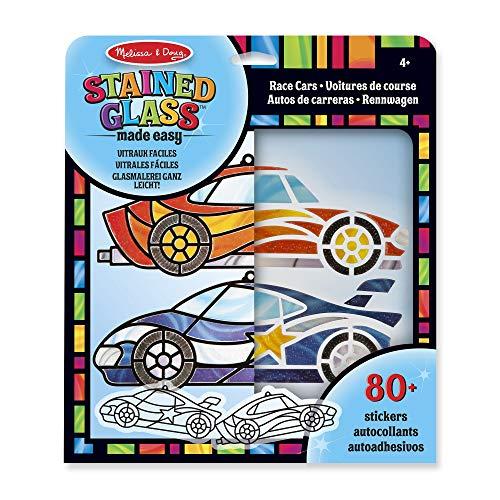 Melissa & Doug
STAINED
GLASS™
made easy
VITRAUX FACILES
VITRALES FÁCILES
GLASMALEREI GANZ
LEICHT!
4+
Race Cars • Voitures de course
Autos de carreras • Rennwagen
80+
stickers
autocollants
autoadhesivos